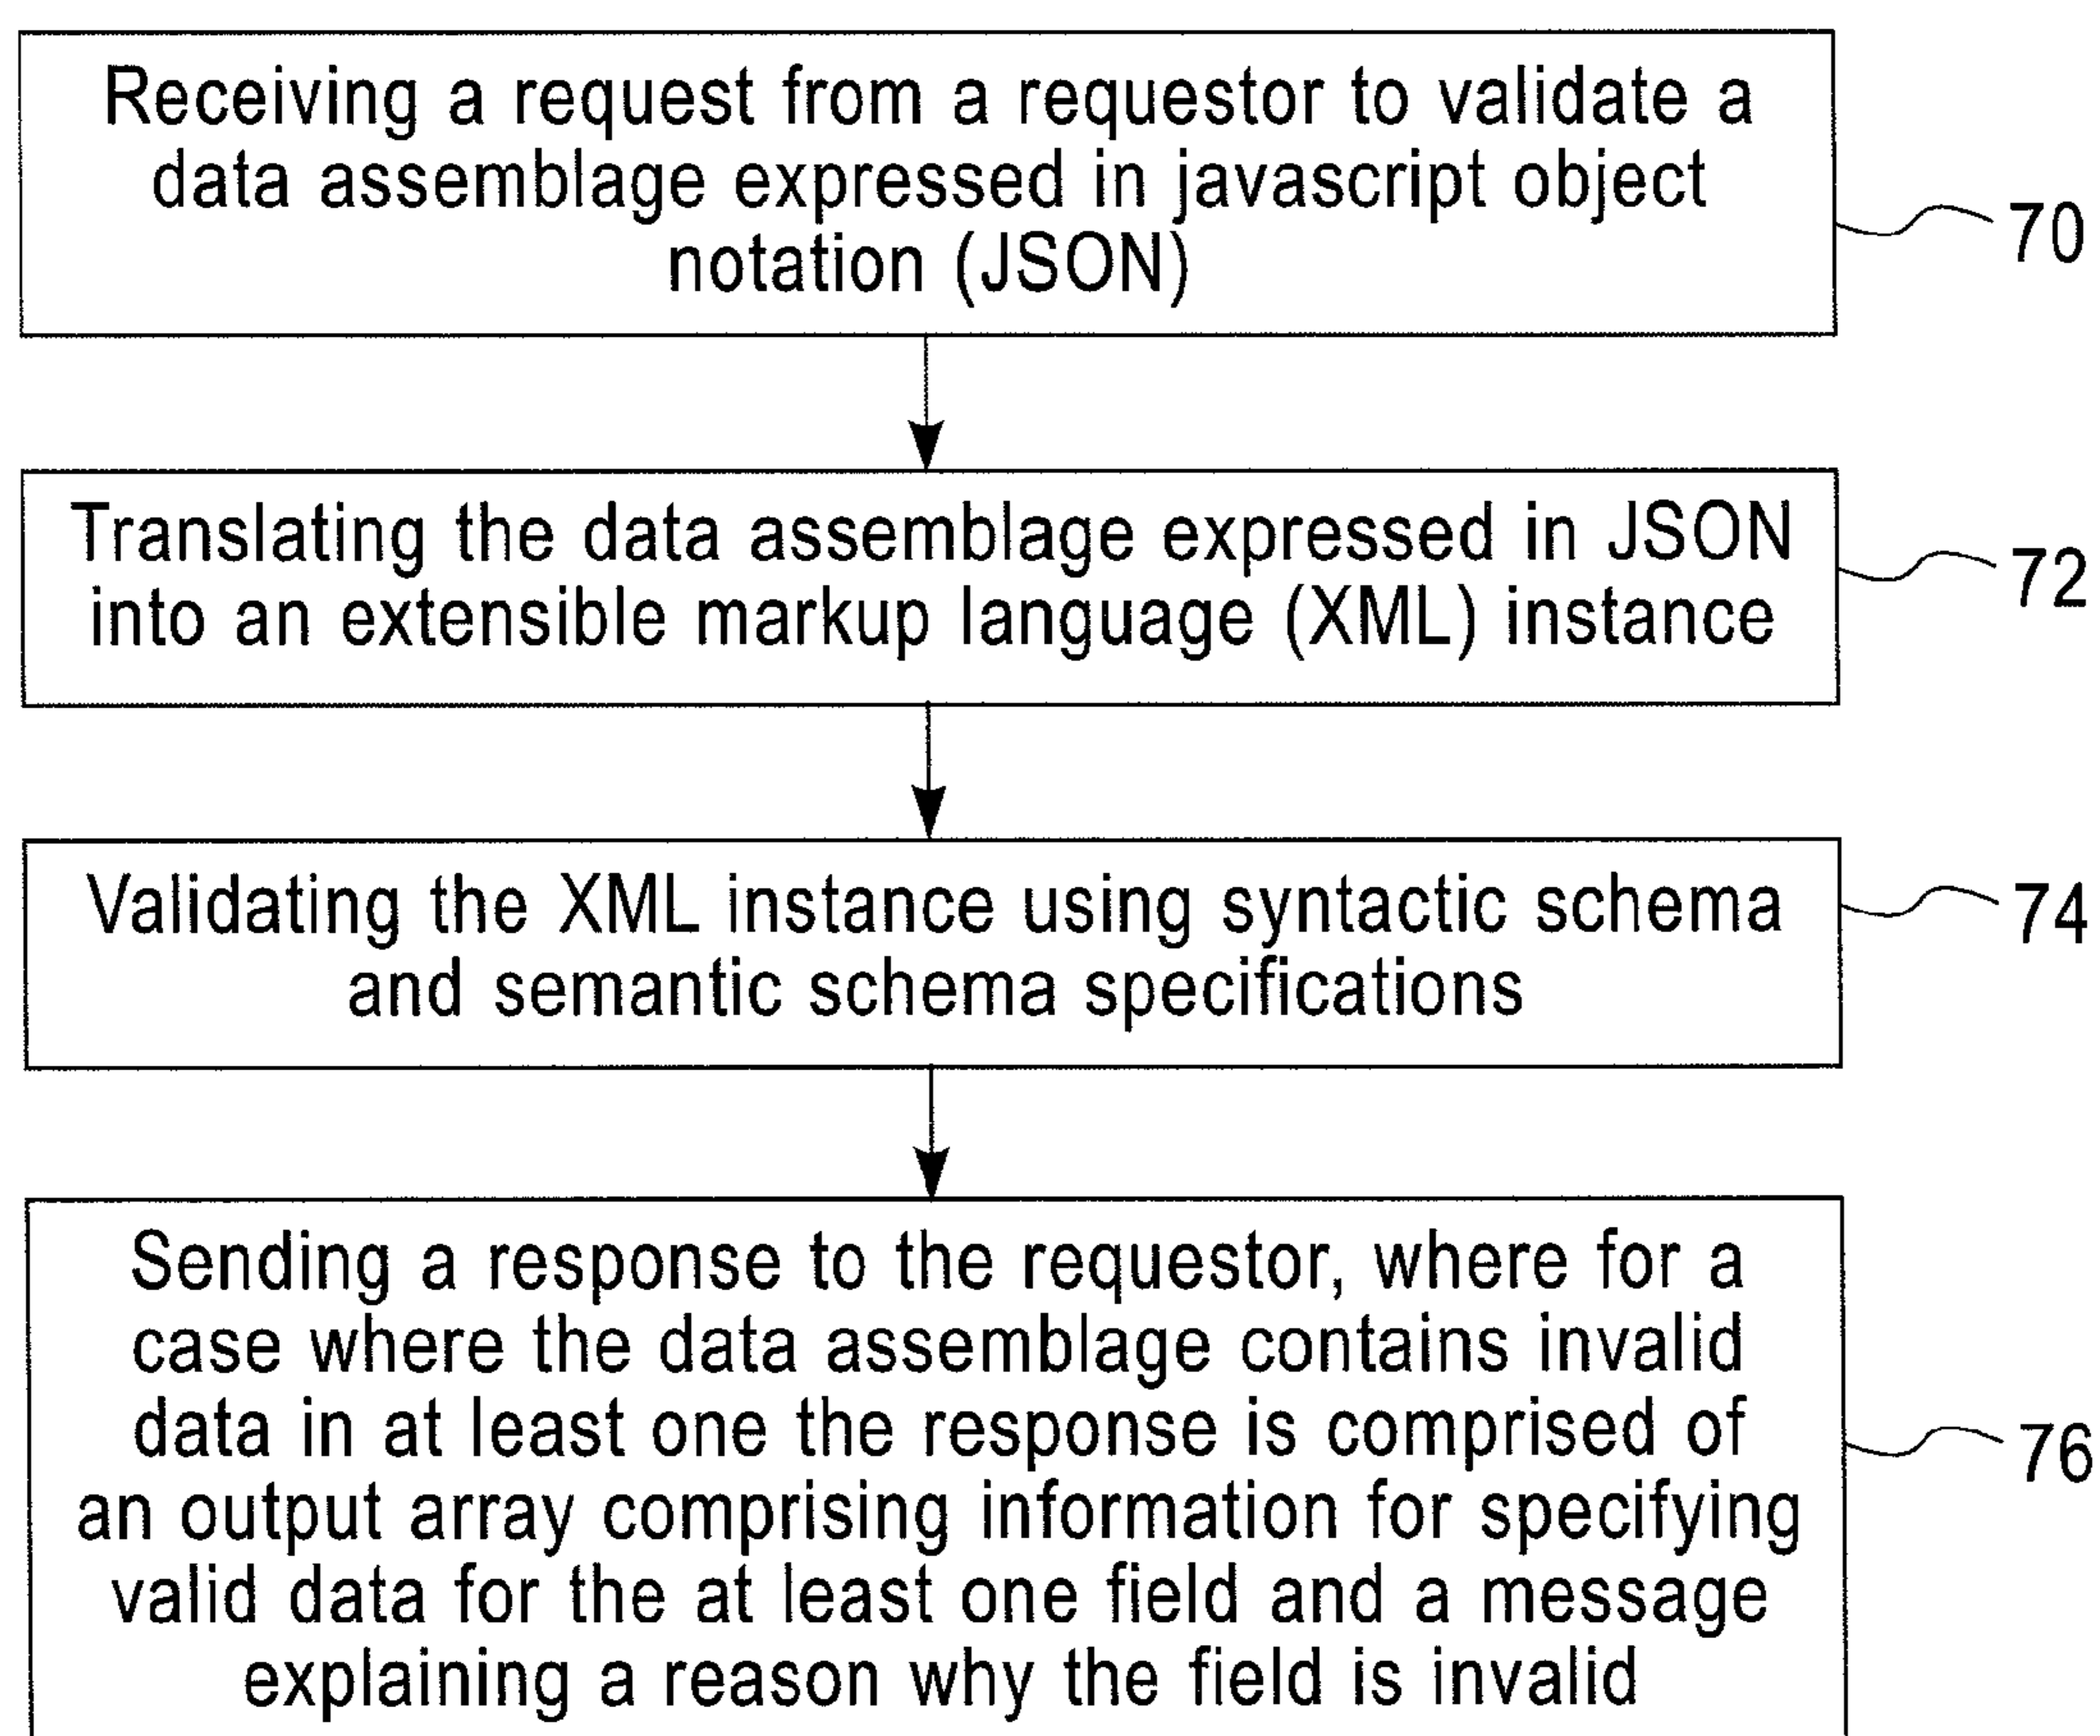 Receiving a request from a requestor to validate a
data assemblage expressed in javascript object
notation (JSON)
70
Translating the data assemblage expressed in JSON
into an extensible markup language (XML) instance
72
Validating the XML instance using syntactic schema
and semantic schema specifications
74
Sending a response to the requestor, where for a
case where the data assemblage contains invalid
data in at least one the response is comprised of
an output array comprising information for specifying
valid data for the at least one field and a message
explaining a reason why the field is invalid
76